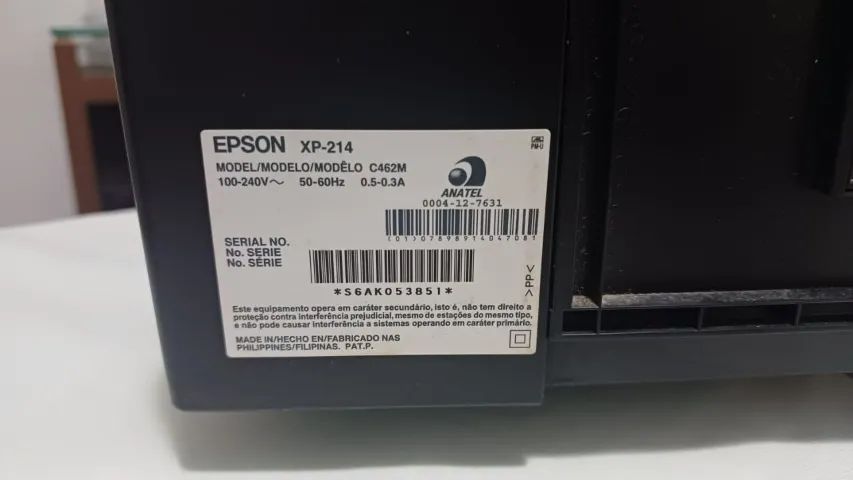 EPSON XP-214
PM-U
MODEL/MODELO/MODÊLO C462M
100-240V～ 50-60Hz 0.5-0.3A
ANATEL
0004-12-7631
(01)07898914047081
SERIAL NO.
No. SERIE
No. SÉRIE
*S6AK053851*
>PP<
Este equipamento opera em caráter secundário, isto é, não tem direito a
proteção contra interferência prejudicial, mesmo de estações do mesmo tipo,
e não pode causar interferência a sistemas operando em caráter primário.
MADE IN/HECHO EN/FABRICADO NAS
PHILIPPINES/FILIPINAS. PAT.P.